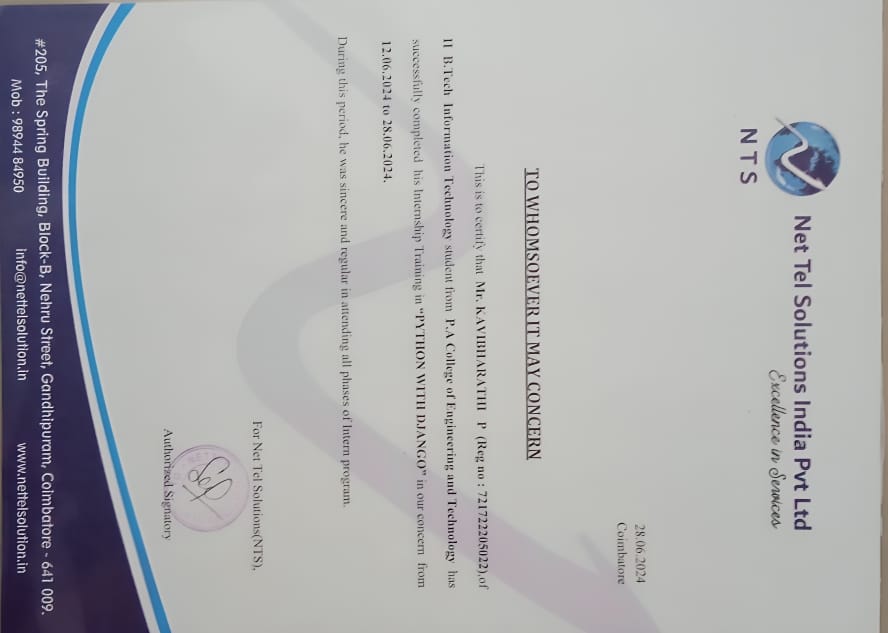 Net Tel Solutions India Pvt Ltd
Excellence in Services
NTS
28.06.2024
Coimbatore
TO WHOMSOEVER IT MAY CONCERN
This is to certify that Mr. KAVIBHARATHI P (Reg no : 721722205022),of
II B.Tech Information Technology student from P.A College of Engineering and Technology has
successfully completed his Internship Training in “PYTHON WITH DJANGO” in our concern from
12.06.2024 to 28.06.2024.
During this period, he was sincere and regular in attending all phases of Intern program.
For Net Tel Solutions(NTS),
Authorized Signatory
#205, The Spring Building, Block-B, Nehru Street, Gandhipuram, Coimbatore - 641 009.
Mob : 98944 84950 info@nettelsolution.in www.nettelsolution.in